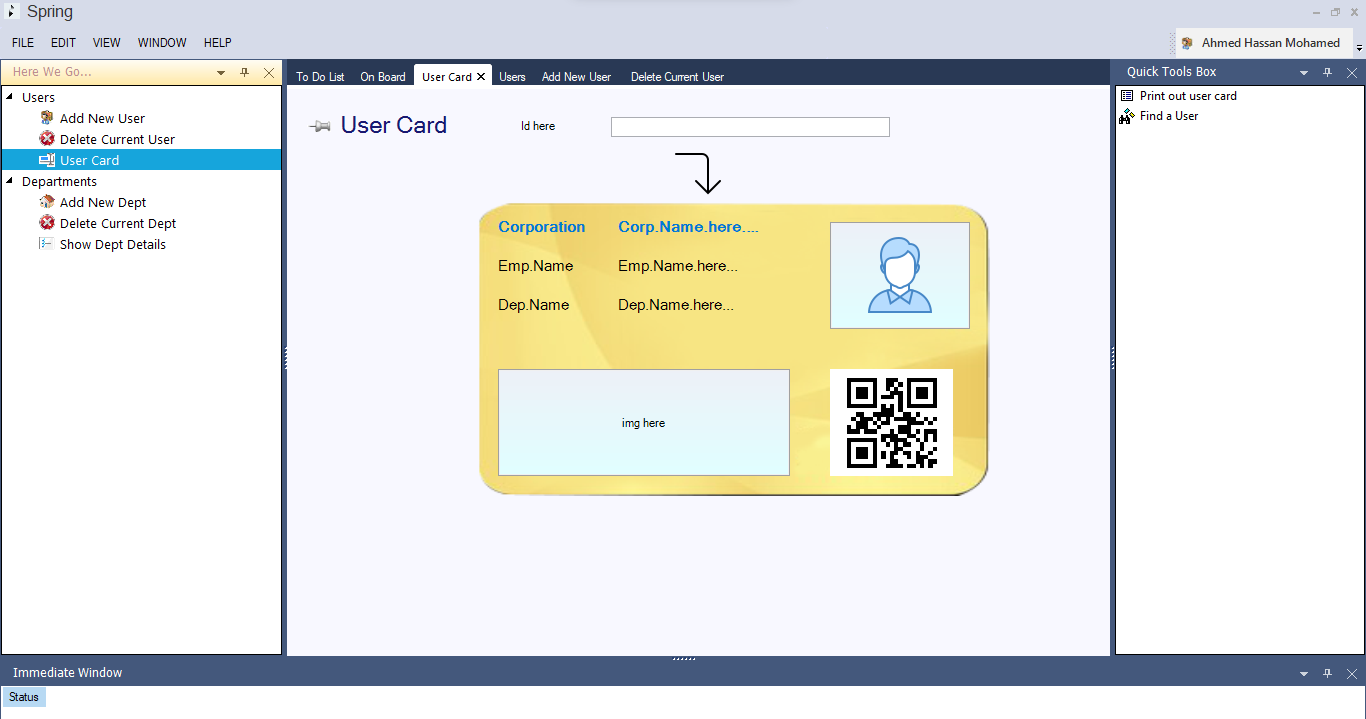 Spring
FILE EDIT VIEW WINDOW HELP
Ahmed Hassan Mohamed
Here We Go...
Users
Add New User
Delete Current User
User Card
Departments
Add New Dept
Delete Current Dept
Show Dept Details
To Do List On Board User Card Users Add New User Delete Current User
User Card
Id here
Corporation Corp.Name.here....
Emp.Name Emp.Name.here...
Dep.Name Dep.Name.here...
img here
Quick Tools Box
Print out user card
Find a User
Immediate Window
Status